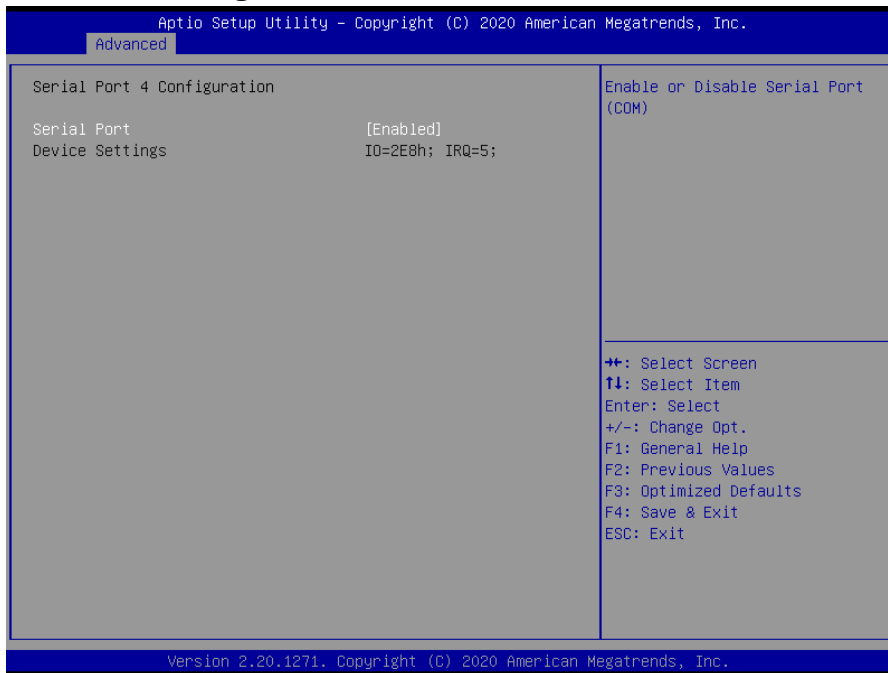 Aptio Setup Utility – Copyright (C) 2020 American Megatrends, Inc.
Advanced
Serial Port 4 Configuration
Serial Port [Enabled]
Device Settings IO=2E8h; IRQ=5;
Enable or Disable Serial Port
(COM)
→←: Select Screen
↑↓: Select Item
Enter: Select
+/-: Change Opt.
F1: General Help
F2: Previous Values
F3: Optimized Defaults
F4: Save & Exit
ESC: Exit
Version 2.20.1271. Copyright (C) 2020 American Megatrends, Inc.